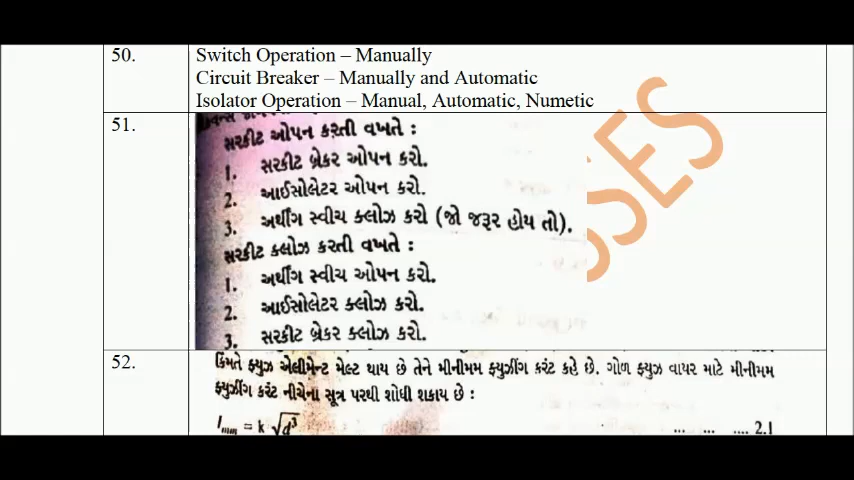 50.
Switch Operation – Manually
Circuit Breaker – Manually and Automatic
Isolator Operation – Manual, Automatic, Numetic
51.
સરકીટ ઓપન કરતી વખતે :
1. સરકીટ બ્રેકર ઓપન કરો.
2. આઈસોલેટર ઓપન કરો.
3. અર્થીંગ સ્વીચ ક્લોઝ કરો (જો જરૂર હોય તો).
સરકીટ ક્લોઝ કરતી વખતે :
1. અર્થીંગ સ્વીચ ઓપન કરો.
2. આઈસોલેટર ક્લોઝ કરો.
3. સરકીટ બ્રેકર ક્લોઝ કરો.
52.
કિંમતે ફ્યુઝ એલીમેન્ટ મેલ્ટ થાય છે તેને મીનીમમ ફ્યુઝીંગ કરંટ કહે છે. ગોળ ફ્યુઝ વાયર માટે મીનીમમ
ફ્યુઝીંગ કરંટ નીચેના સૂત્ર પરથી શોધી શકાય છે :
I_min = k √d³ ... ... .... 2.1